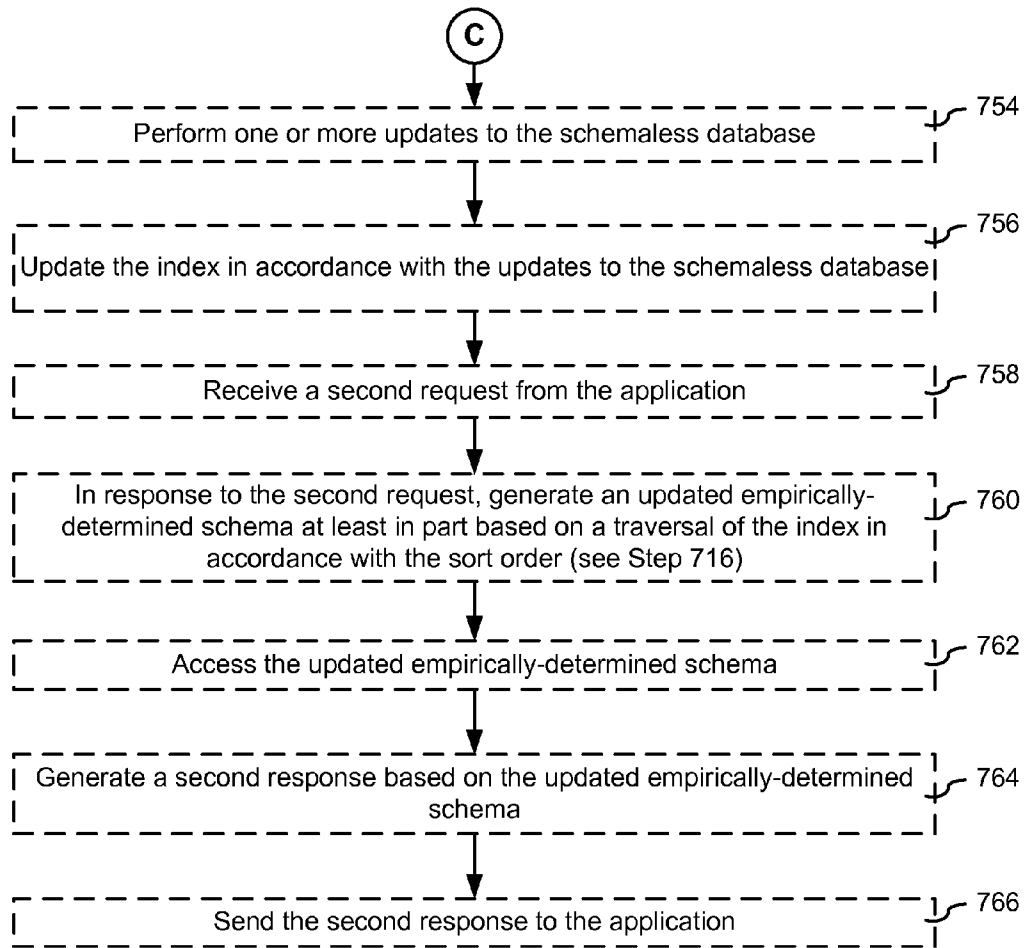 C
754
Perform one or more updates to the schemaless database
756
Update the index in accordance with the updates to the schemaless database
758
Receive a second request from the application
760
In response to the second request, generate an updated empirically-
determined schema at least in part based on a traversal of the index in
accordance with the sort order (see Step 716)
762
Access the updated empirically-determined schema
764
Generate a second response based on the updated empirically-determined
schema
766
Send the second response to the application